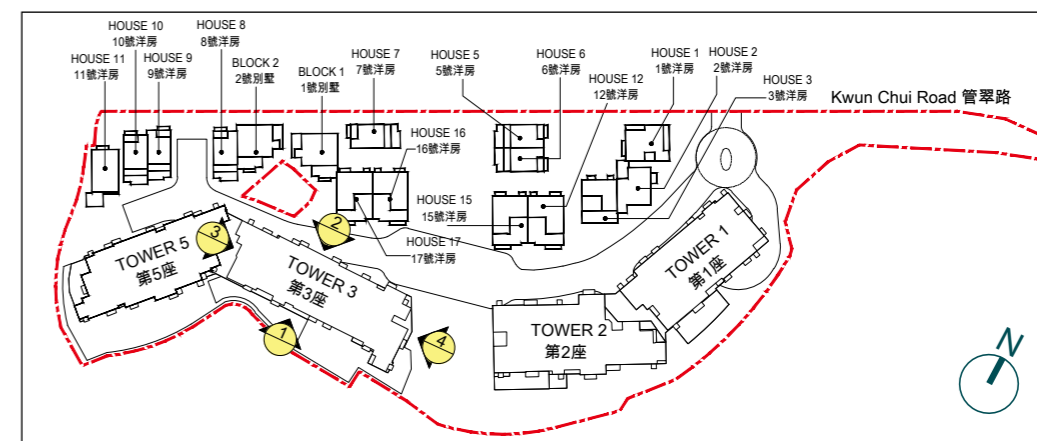 HOUSE 10
10號洋房
HOUSE 8
8號洋房
HOUSE 11
11號洋房
HOUSE 9
9號洋房
BLOCK 2
2號別墅
BLOCK 1
1號別墅
HOUSE 7
7號洋房
HOUSE 5
5號洋房
HOUSE 6
6號洋房
HOUSE 12
12號洋房
HOUSE 1
1號洋房
HOUSE 2
2號洋房
HOUSE 3
3號洋房
Kwun Chui Road 管翠路
HOUSE 16
16號洋房
HOUSE 15
15號洋房
HOUSE 17
17號洋房
TOWER 5
第5座
3
2
TOWER 3
第3座
1
4
TOWER 2
第2座
TOWER 1
第1座
N